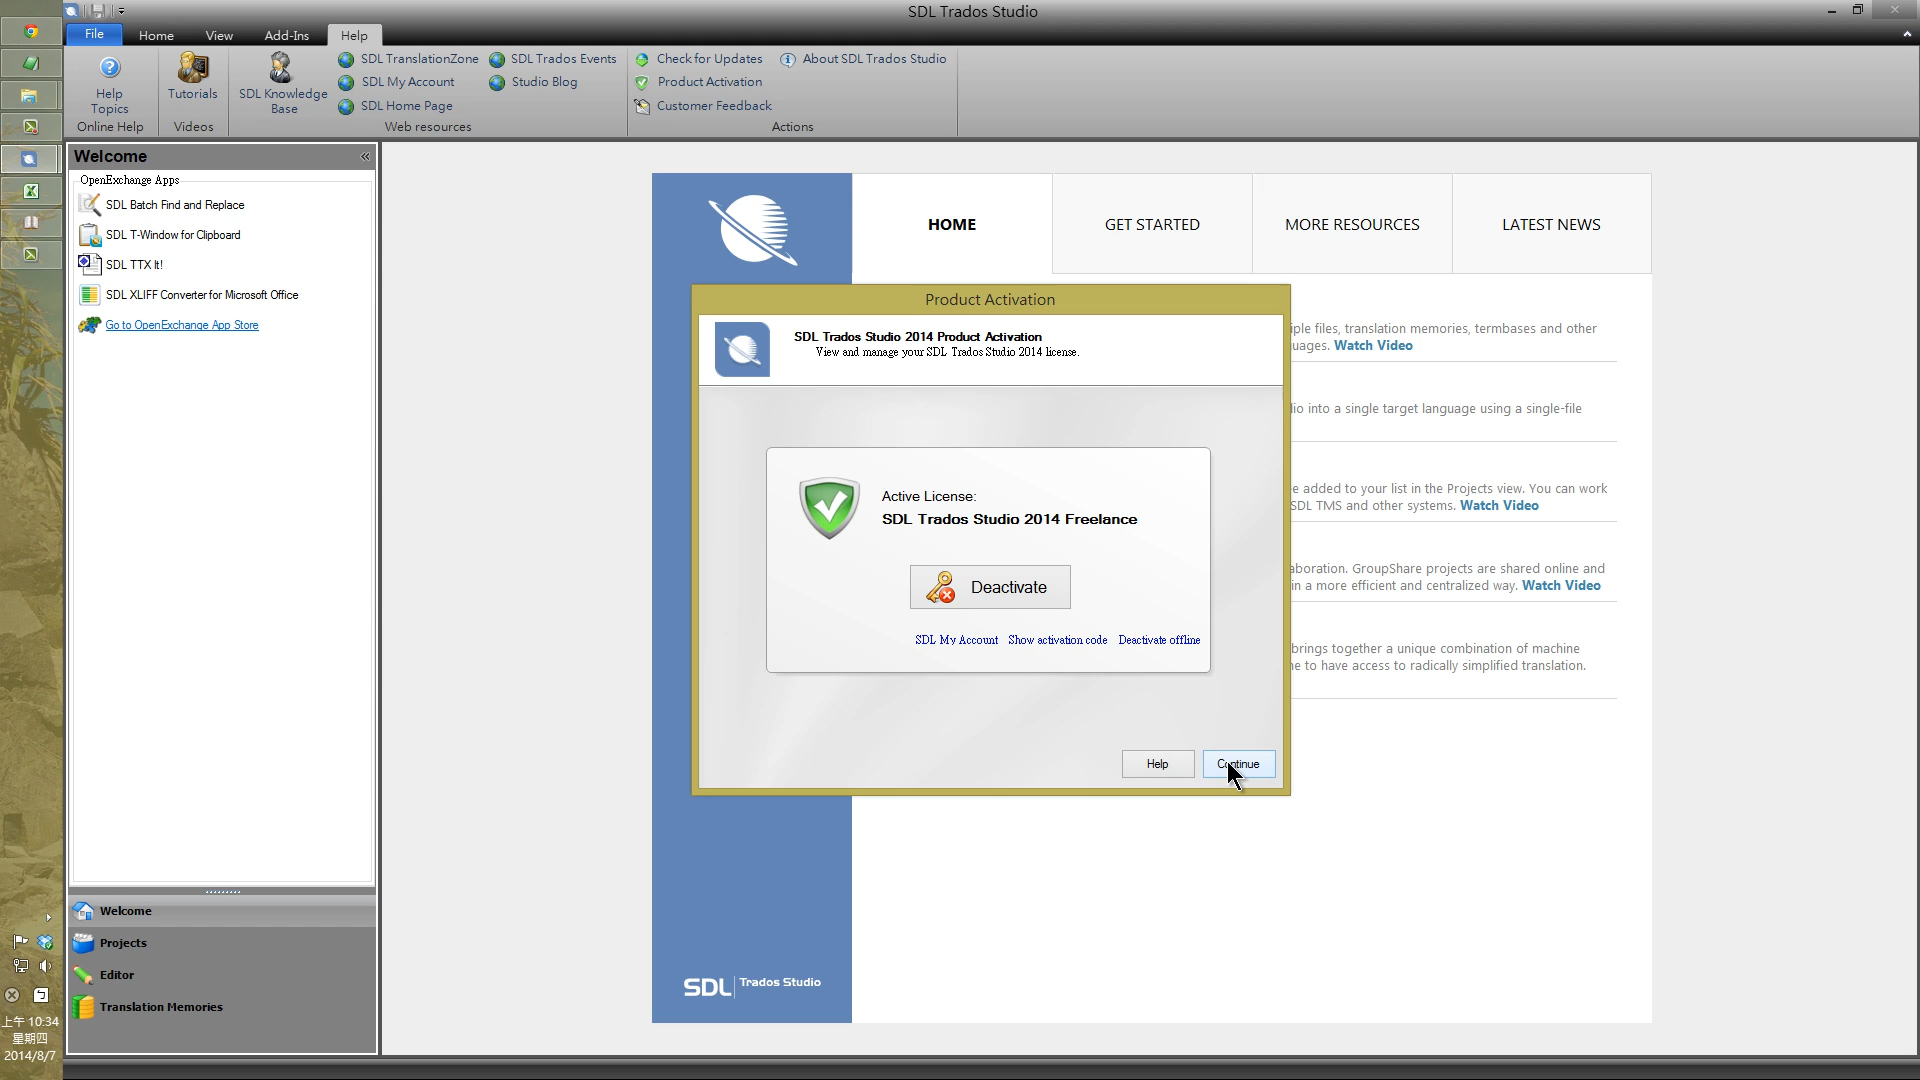 SDL Trados Studio
File
Home
View
Add-Ins
Help
Help
Topics
Online Help
Tutorials
Videos
SDL Knowledge
Base
SDL TranslationZone
SDL My Account
SDL Home Page
SDL Trados Events
Studio Blog
Web resources
Check for Updates
Product Activation
Customer Feedback
About SDL Trados Studio
Actions
Welcome
OpenExchange Apps
SDL Batch Find and Replace
SDL T-Window for Clipboard
SDL TTX It!
SDL XLIFF Converter for Microsoft Office
Go to OpenExchange App Store
HOME
GET STARTED
MORE RESOURCES
LATEST NEWS
Product Activation
SDL Trados Studio 2014 Product Activation
View and manage your SDL Trados Studio 2014 license.
Active License:
SDL Trados Studio 2014 Freelance
Deactivate
SDL My Account Show activation code Deactivate offline
Help
Continue
iple files, translation memories, termbases and other
uages. Watch Video
io into a single target language using a single-file
e added to your list in the Projects view. You can work
SDL TMS and other systems. Watch Video
aboration. GroupShare projects are shared online and
in a more efficient and centralized way. Watch Video
brings together a unique combination of machine
ne to have access to radically simplified translation.
Welcome
Projects
Editor
Translation Memories
SDL Trados Studio
上午 10:34
星期四
2014/8/7